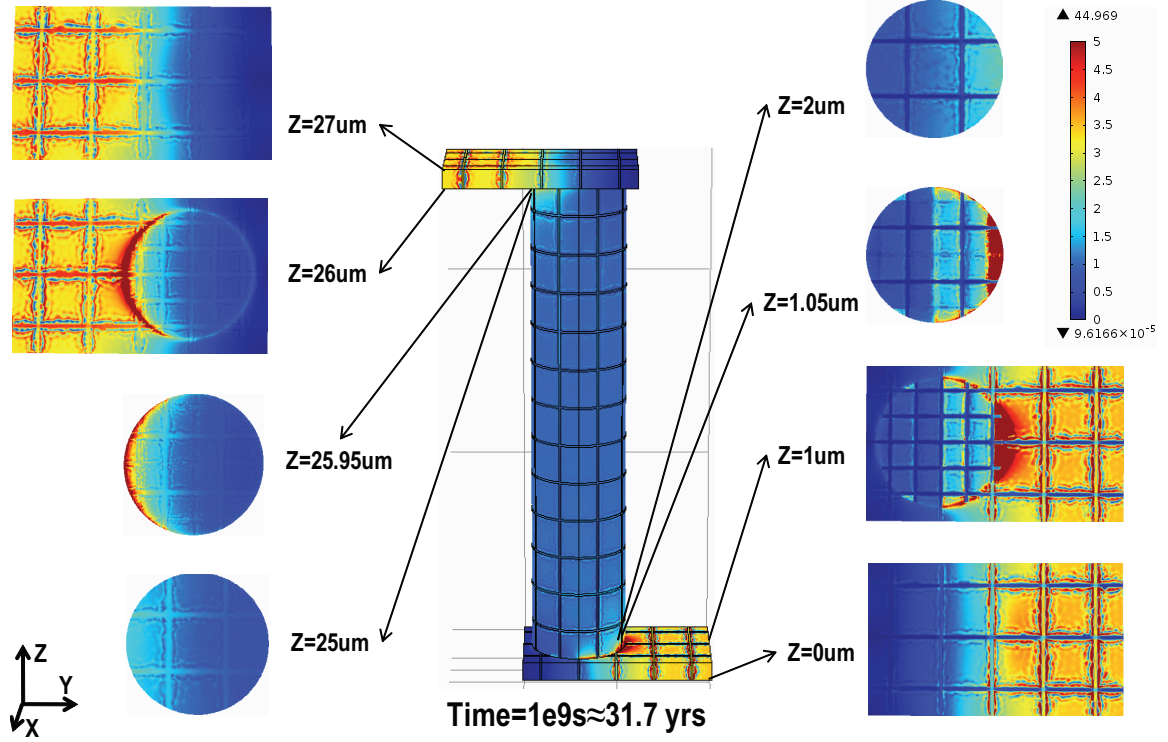 ▲ 44.969
5
4.5
4
3.5
3
2.5
2
1.5
1
0.5
0
▼ 9.6166×10⁻⁵
Z=27um
Z=26um
Z=25.95um
Z=25um
Z=2um
Z=1.05um
Z=1um
Z=0um
Z
Y
X
Time=1e9s≈31.7 yrs